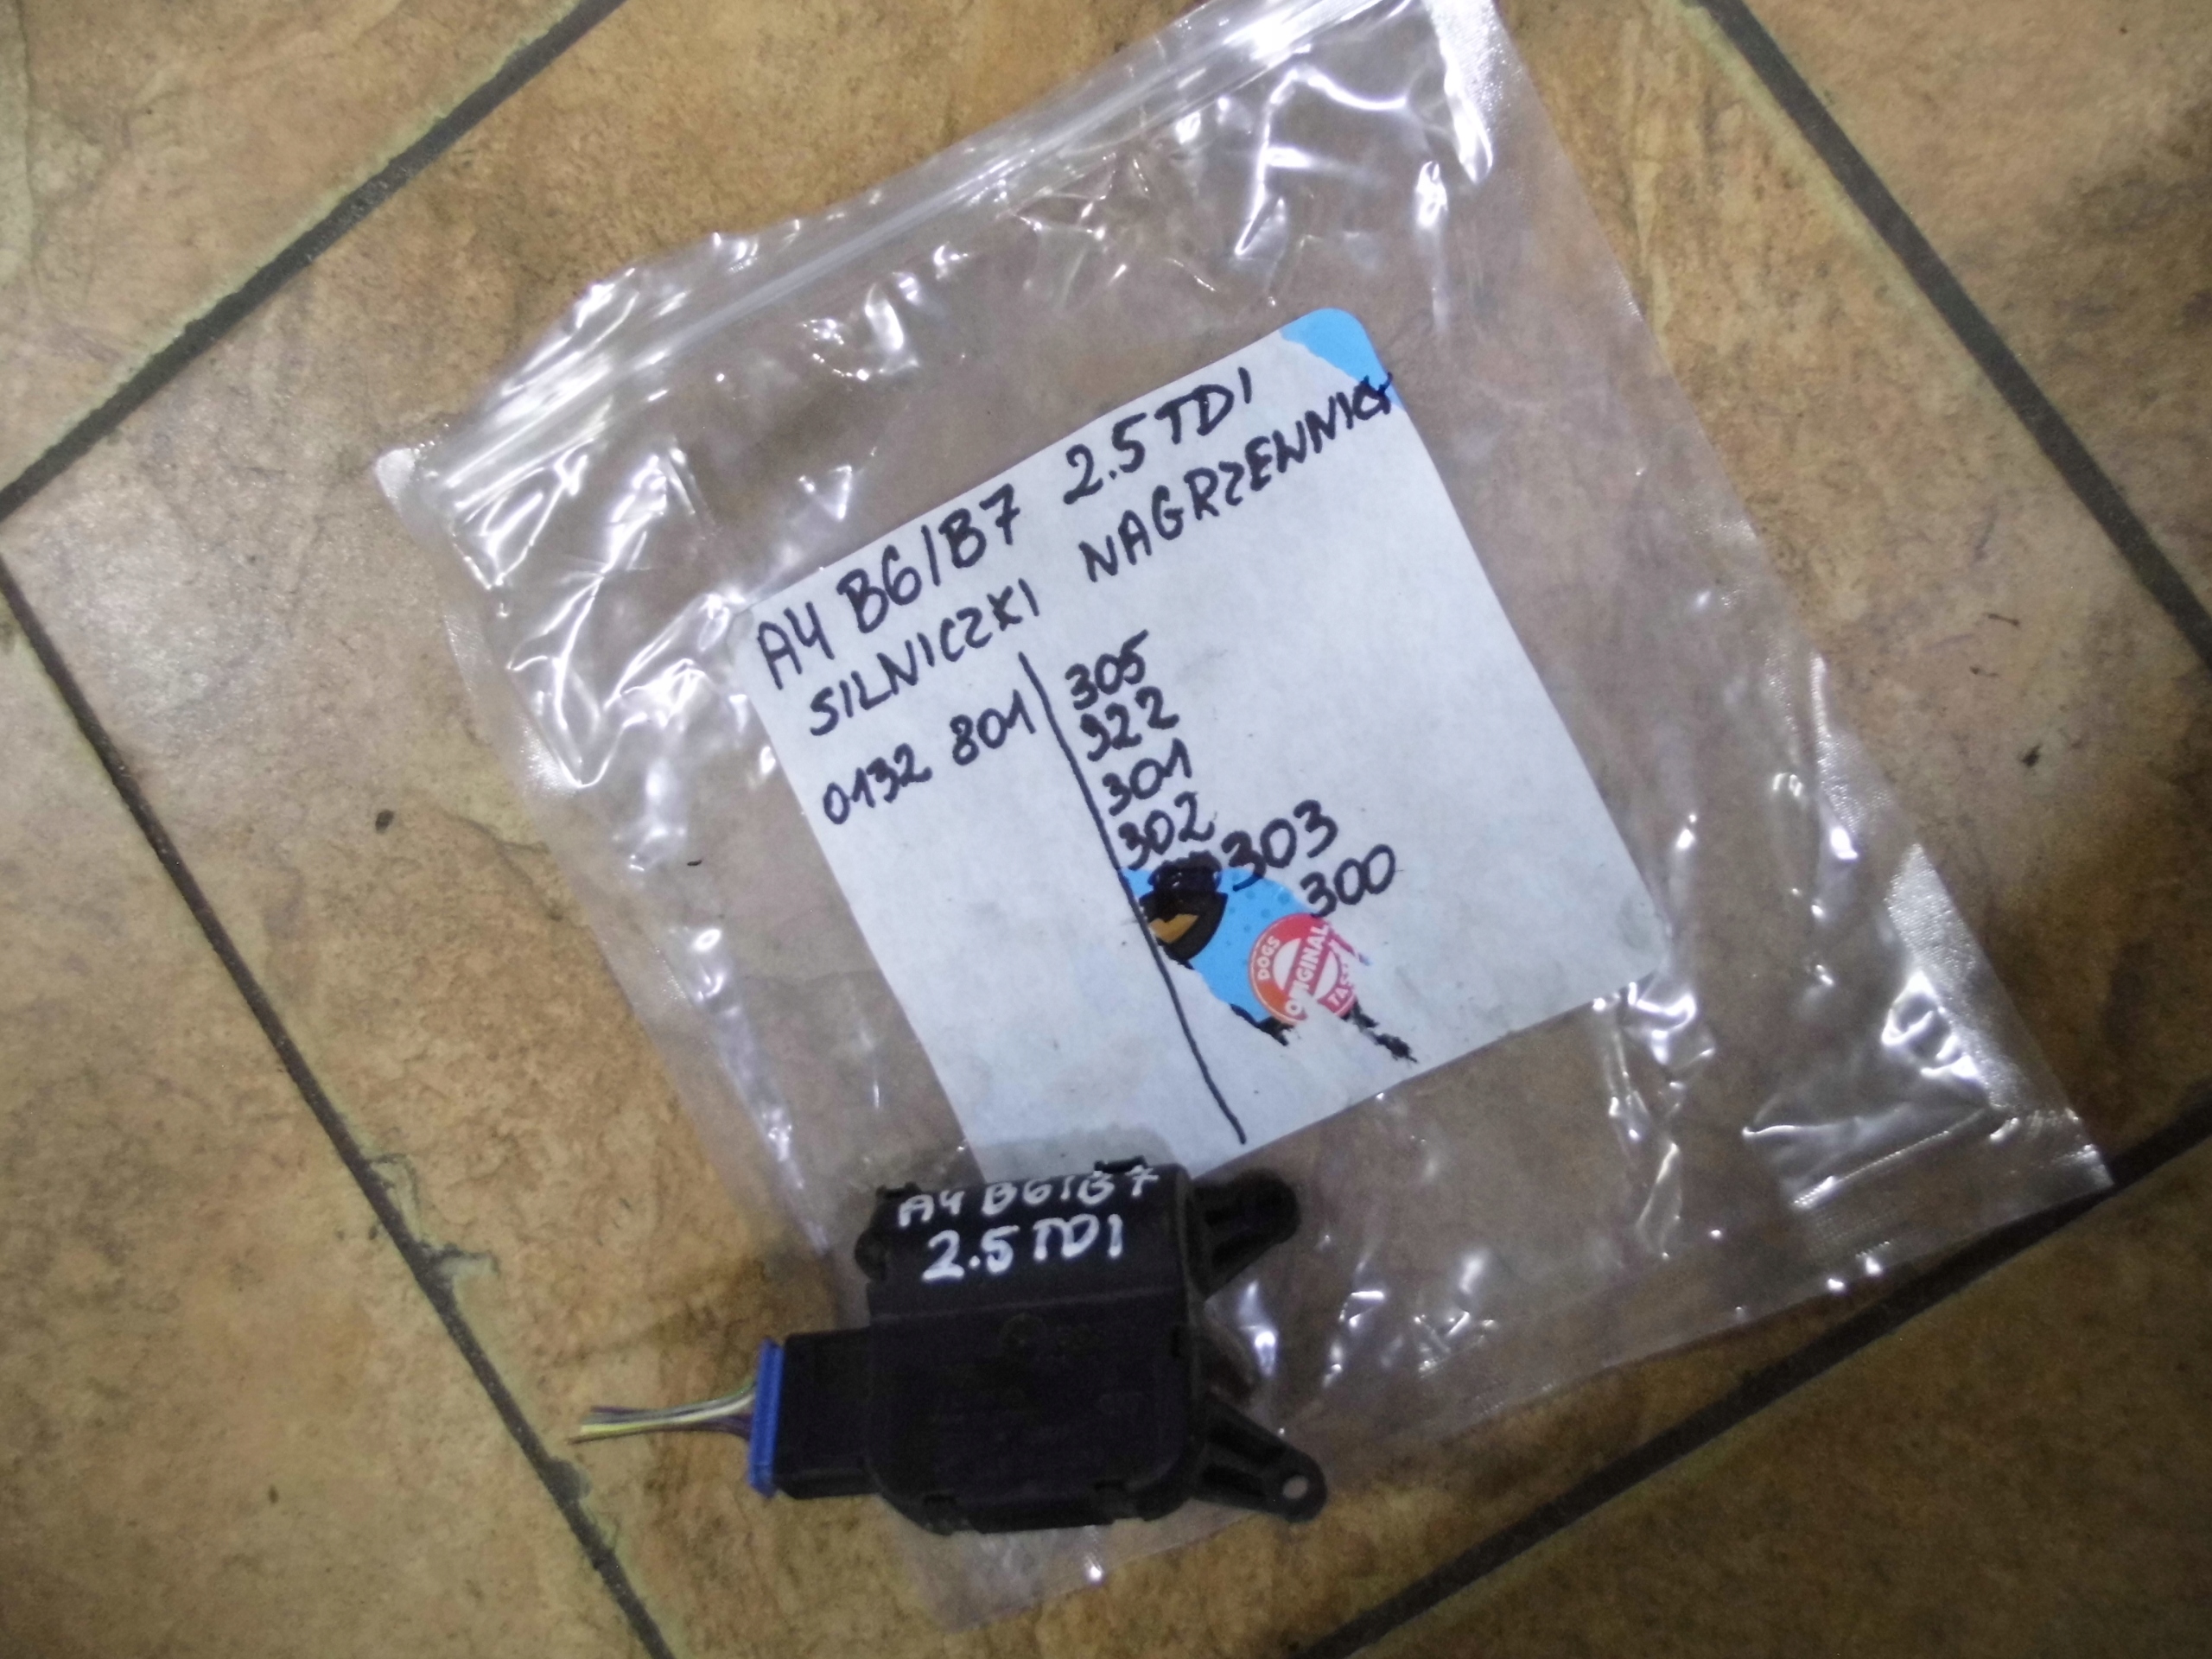 A4 B6/B7 2.5TDI
SILNICZKI NAGRZEWNICY
0132 801 305
922
301
302
303
300
DOGS
ORIGINAL
A4 B6/B7
2.5TDI